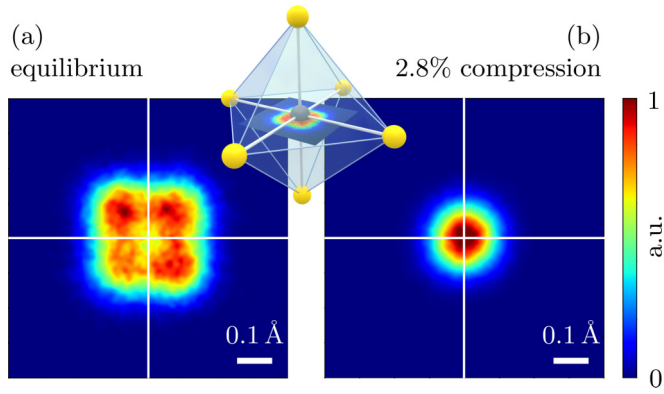 (a)
equilibrium
(b)
2.8% compression
0.1 Å
0.1 Å
1
a.u.
0